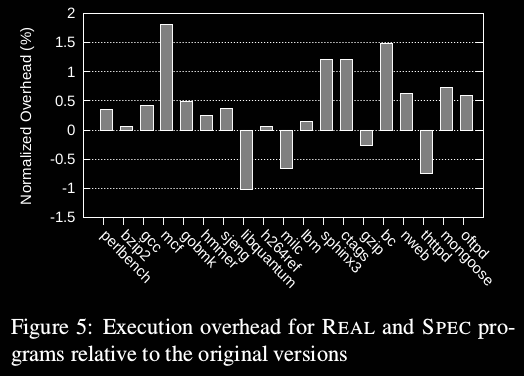 Normalized Overhead (%)
2
1.5
1
0.5
0
-0.5
-1
-1.5
perlbench
bzip2
gcc
mcf
gobmk
hmmer
sjeng
libquantum
h264ref
milc
lbm
sphinx3
ctags
gzip
bc
nweb
thttpd
mongoose
oftpd
Figure 5: Execution overhead for REAL and SPEC pro-
grams relative to the original versions